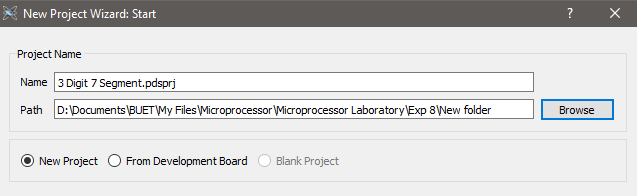 New Project Wizard: Start
Project Name
Name 3 Digit 7 Segment.pdsprj
Path D:\Documents\BUET\My Files\Microprocessor\Microprocessor Laboratory\Exp 8\New folder Browse
New Project From Development Board Blank Project